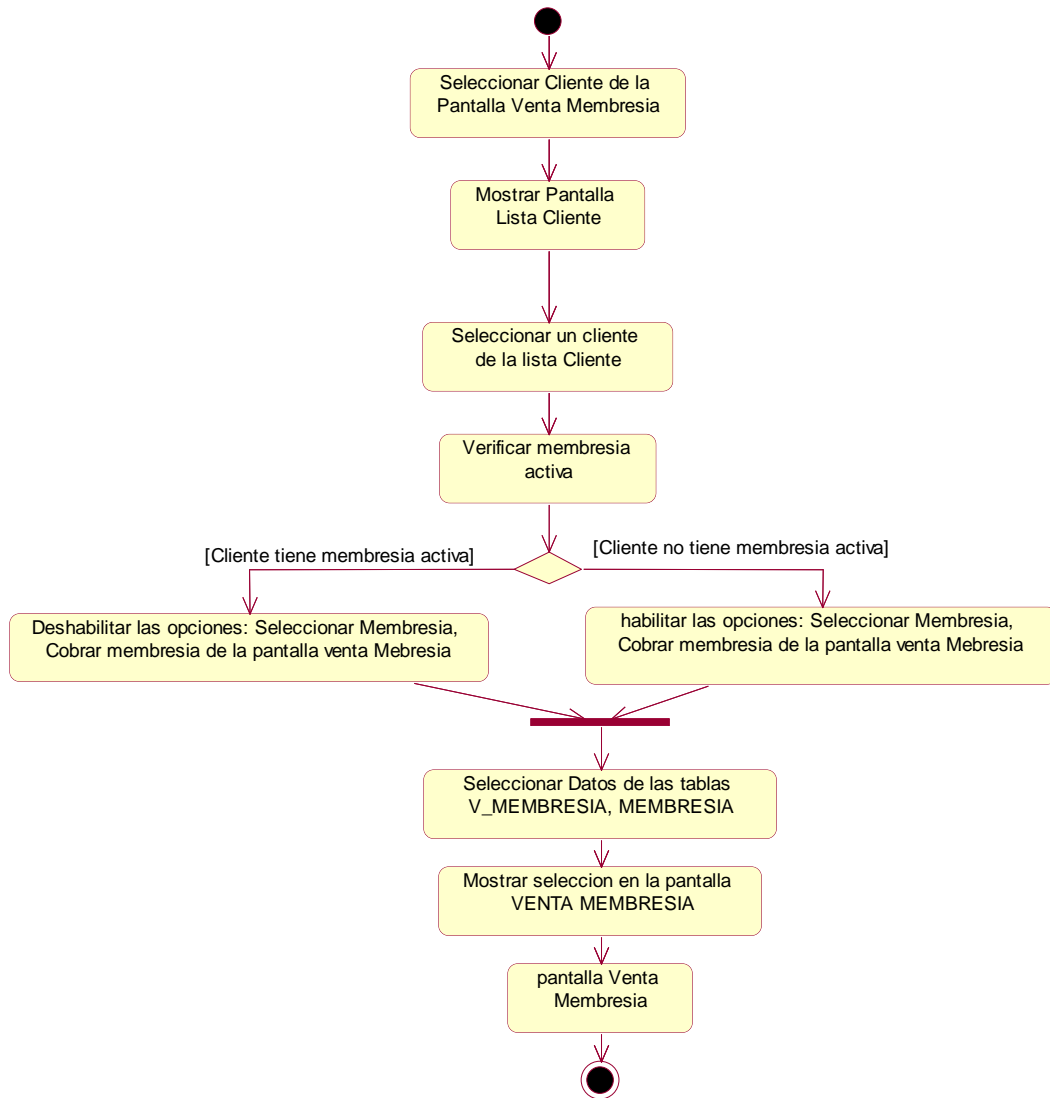 Seleccionar Cliente de la
Pantalla Venta Membresia
Mostrar Pantalla
Lista Cliente
Seleccionar un cliente
de la lista Cliente
Verificar membresia
activa
[Cliente tiene membresia activa]
[Cliente no tiene membresia activa]
Deshabilitar las opciones: Seleccionar Membresia,
Cobrar membresia de la pantalla venta Mebresia
habilitar las opciones: Seleccionar Membresia,
Cobrar membresia de la pantalla venta Mebresia
Seleccionar Datos de las tablas
V_MEMBRESIA, MEMBRESIA
Mostrar seleccion en la pantalla
VENTA MEMBRESIA
pantalla Venta
Membresia